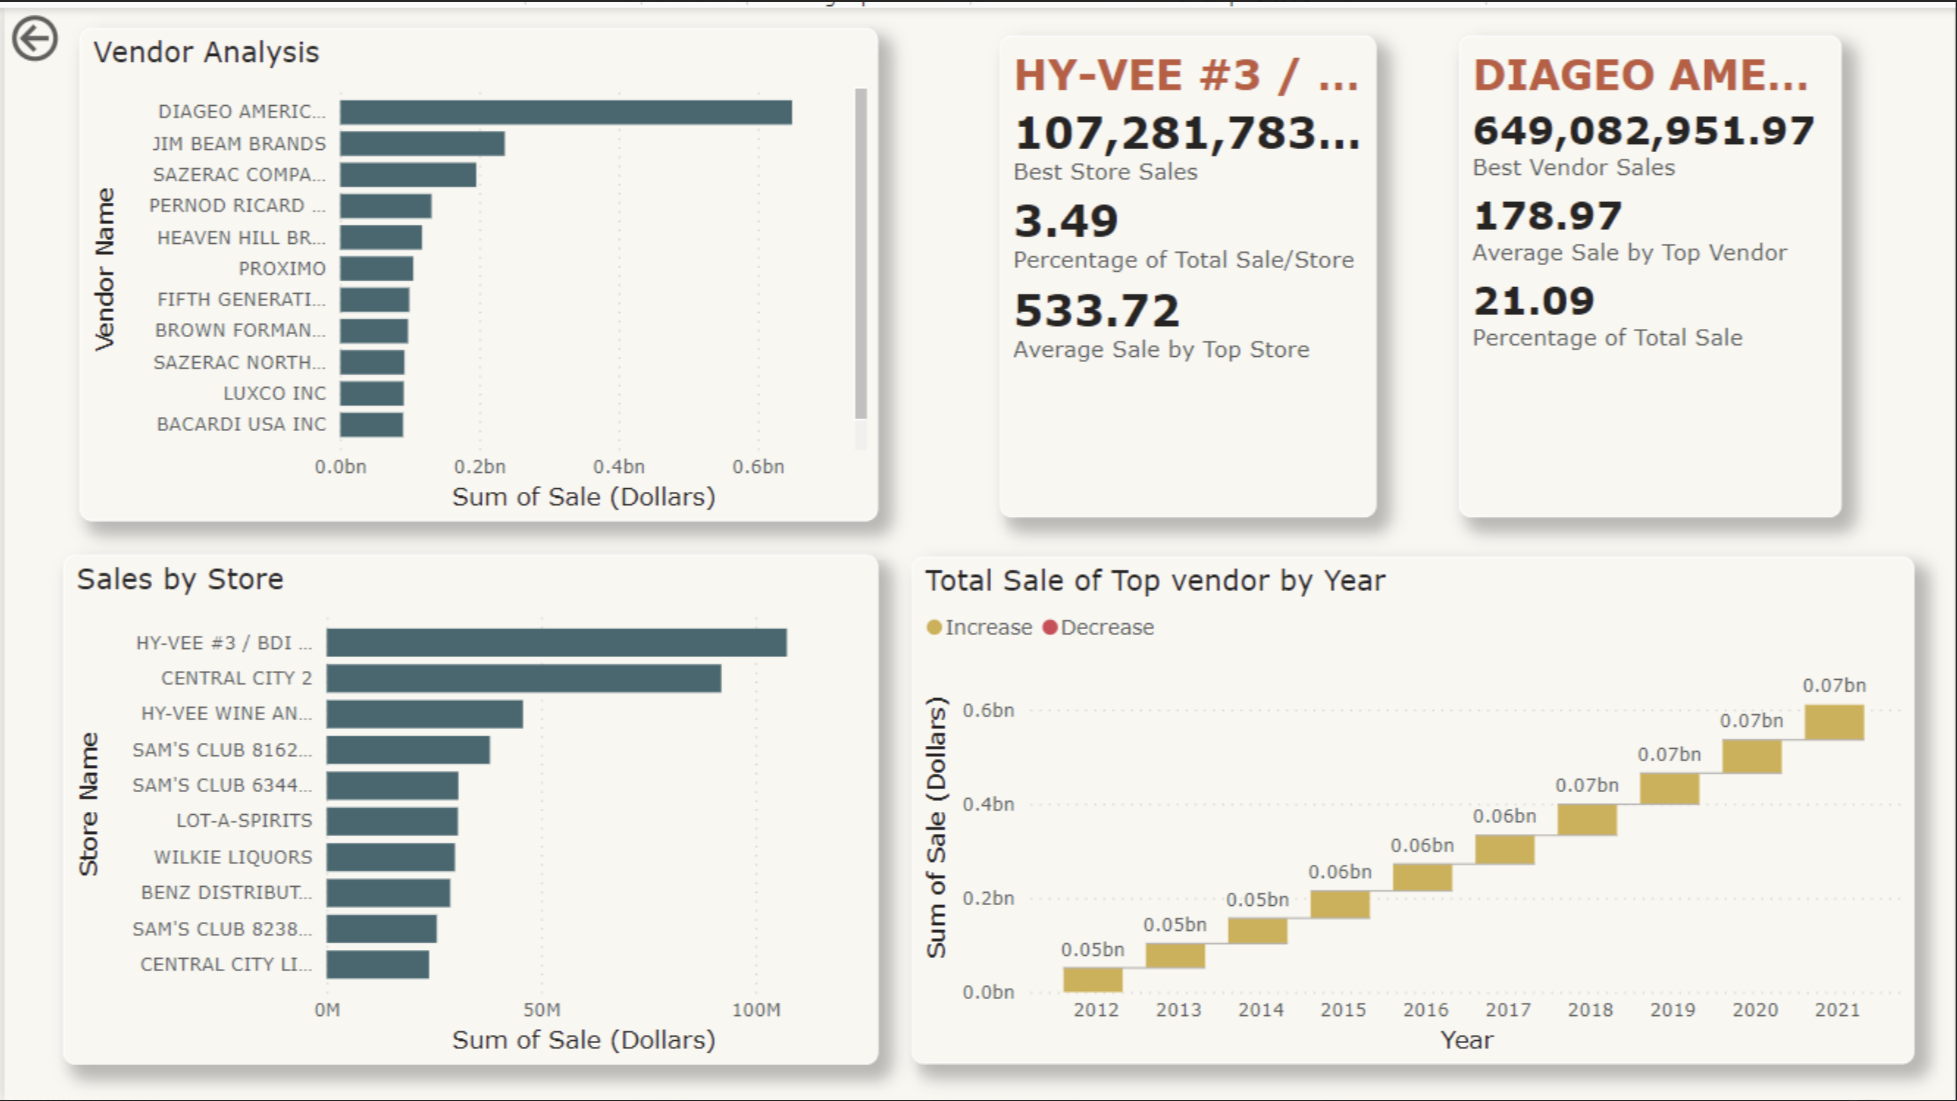 Vendor Analysis
Vendor Name
DIAGEO AMERIC...
JIM BEAM BRANDS
SAZERAC COMPA...
PERNOD RICARD ...
HEAVEN HILL BR...
PROXIMO
FIFTH GENERATI...
BROWN FORMAN...
SAZERAC NORTH...
LUXCO INC
BACARDI USA INC
0.0bn 0.2bn 0.4bn 0.6bn
Sum of Sale (Dollars)
HY-VEE #3 / ...
107,281,783...
Best Store Sales
3.49
Percentage of Total Sale/Store
533.72
Average Sale by Top Store
DIAGEO AME...
649,082,951.97
Best Vendor Sales
178.97
Average Sale by Top Vendor
21.09
Percentage of Total Sale
Sales by Store
Store Name
HY-VEE #3 / BDI ...
CENTRAL CITY 2
HY-VEE WINE AN...
SAM'S CLUB 8162...
SAM'S CLUB 6344...
LOT-A-SPIRITS
WILKIE LIQUORS
BENZ DISTRIBUT...
SAM'S CLUB 8238...
CENTRAL CITY LI...
0M 50M 100M
Sum of Sale (Dollars)
Total Sale of Top vendor by Year
Increase Decrease
Sum of Sale (Dollars)
0.6bn
0.4bn
0.2bn
0.0bn
0.05bn 0.05bn 0.05bn 0.06bn 0.06bn 0.06bn 0.07bn 0.07bn 0.07bn 0.07bn
2012 2013 2014 2015 2016 2017 2018 2019 2020 2021
Year